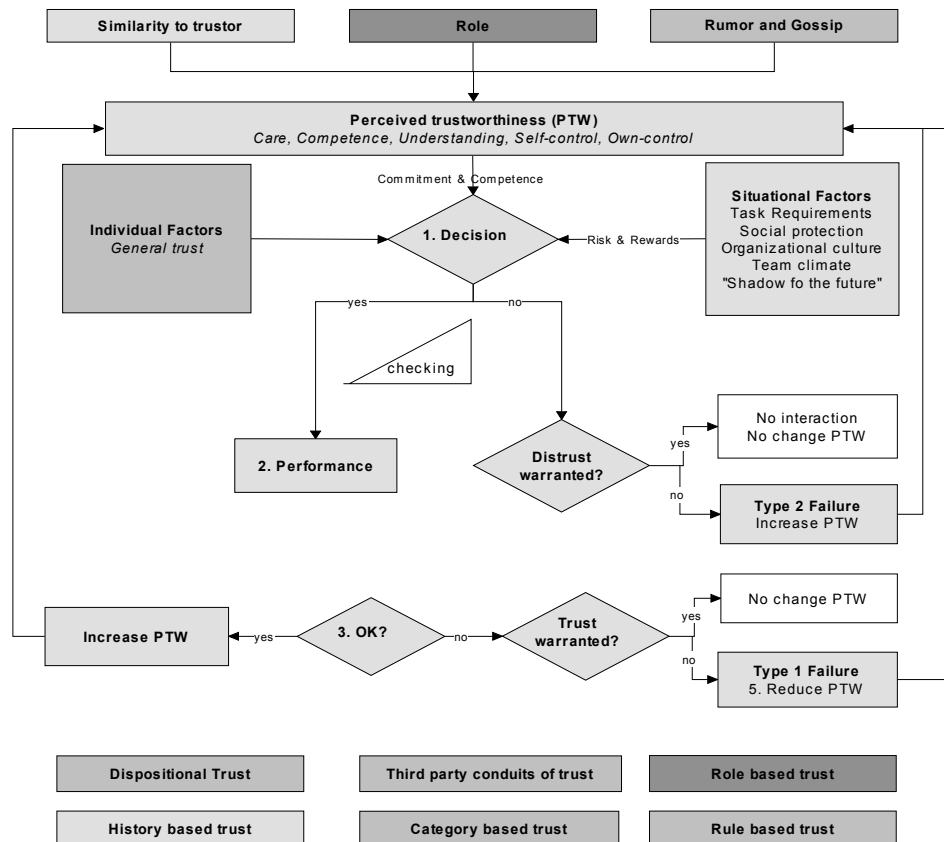 Similarity to trustor
Role
Rumor and Gossip
Perceived trustworthiness (PTW)
Care, Competence, Understanding, Self-control, Own-control
Commitment & Competence
Individual Factors
General trust
1. Decision
Risk & Rewards
Situational Factors
Task Requirements
Social protection
Organizational culture
Team climate
"Shadow fo the future"
yes
no
checking
2. Performance
Distrust
warranted?
yes
no
No interaction
No change PTW
Type 2 Failure
Increase PTW
Increase PTW
yes
3. OK?
no
Trust
warranted?
yes
no
No change PTW
Type 1 Failure
5. Reduce PTW
Dispositional Trust
Third party conduits of trust
Role based trust
History based trust
Category based trust
Rule based trust